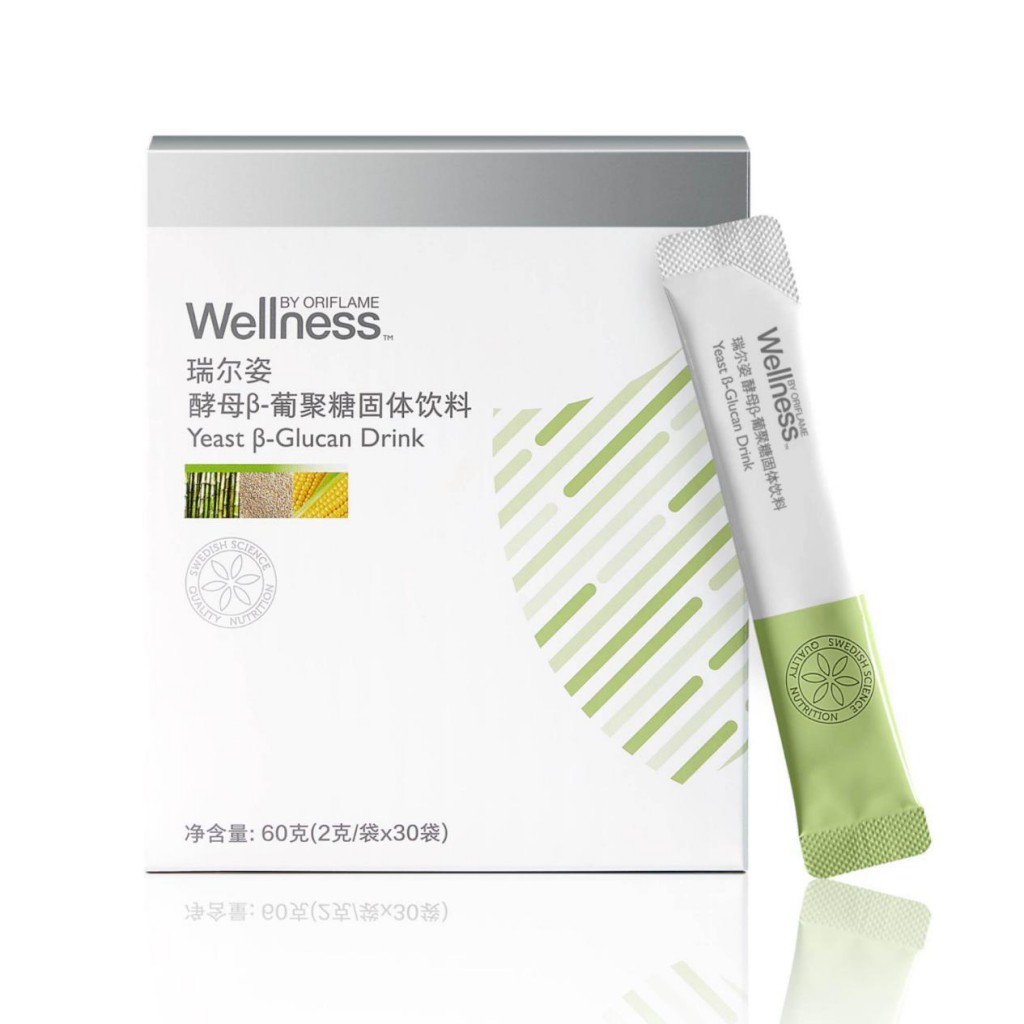 BY ORIFLAME
Wellness™
瑞尔姿
酵母β-葡聚糖固体饮料
Yeast β-Glucan Drink
SWEDISH SCIENCE
QUALITY NUTRITION
净含量: 60克(2克/袋x30袋)
BY ORIFLAME
Wellness™
瑞尔姿 酵母β-葡聚糖固体饮料
Yeast β-Glucan Drink
SWEDISH SCIENCE
QUALITY NUTRITION